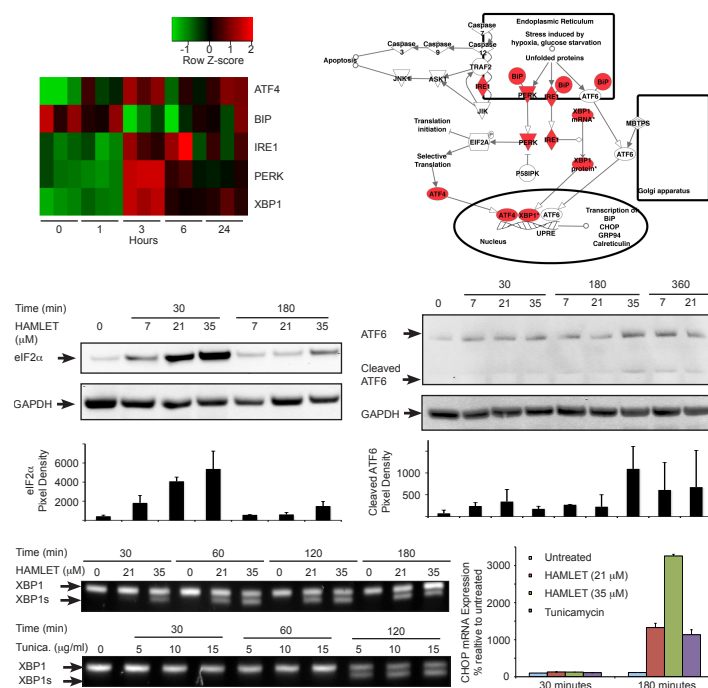 -1 0 1 2
Row Z-score
ATF4
BIP
IRE1
PERK
XBP1
0 1 3 6 24
Hours
Endoplasmic Reticulum
Stress induced by
hypoxia, glucose starvation
Unfolded proteins
Caspase
7
Caspase
3
Caspase
9
Caspase
12
Apoptosis
TRAF2
JNK1
ASK1
JIK
IRE1
BiP
BiP
BiP
PERK
IRE1
ATF6
XBP1
mRNA*
MBTPS
Translation
initiation
EIF2A
P
PERK
IRE1
ATF6
Selective
Translation
P58IPK
XBP1
protein*
Golgi apparatus
ATF4
ATF4
XBP1*
ATF6
Nucleus
UPRE
Transcription of
BiP
CHOP
GRP94
Calreticulin
Time (min) 30 180
HAMLET 0 7 21 35 7 21 35
(μM)
eIF2α
GAPDH
eIF2α
Pixel Density
6000
4000
2000
0
30 180 360
0 7 21 35 7 21 35 7 21
ATF6
Cleaved
ATF6
GAPDH
Cleaved ATF6
Pixel Density
1000
500
0
Time (min) 30 60 120 180
HAMLET (μM) 0 21 35 0 21 35 0 21 35 0 21 35
XBP1
XBP1s
Time (min) 30 60 120
Tunica. (μg/ml) 0 5 10 15 5 10 15 5 10 15
XBP1
XBP1s
CHOP mRNA Expression
% relative to untreated
3000
2000
1000
0
Untreated
HAMLET (21 μM)
HAMLET (35 μM)
Tunicamycin
30 minutes 180 minutes